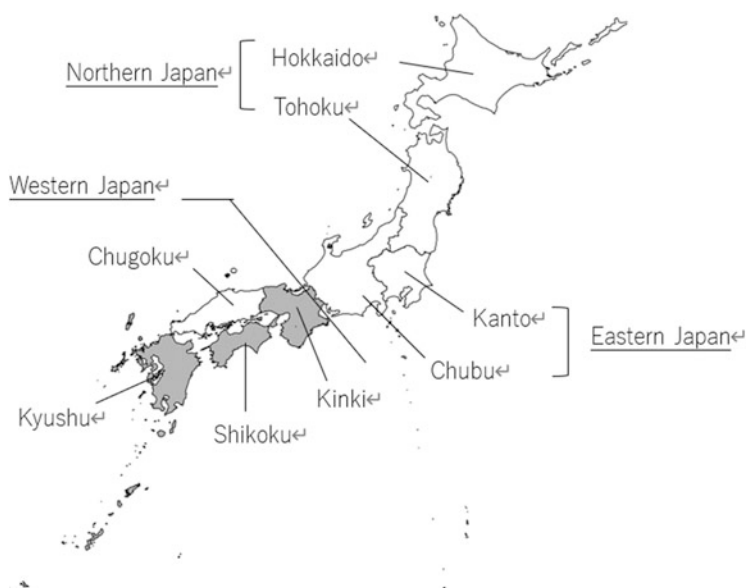 Hokkaido↵
Northern Japan↵
Tohoku↵
Western Japan↵
Chugoku↵
Kanto↵
Eastern Japan↵
Chubu↵
Kinki↵
Kyushu↵
Shikoku↵